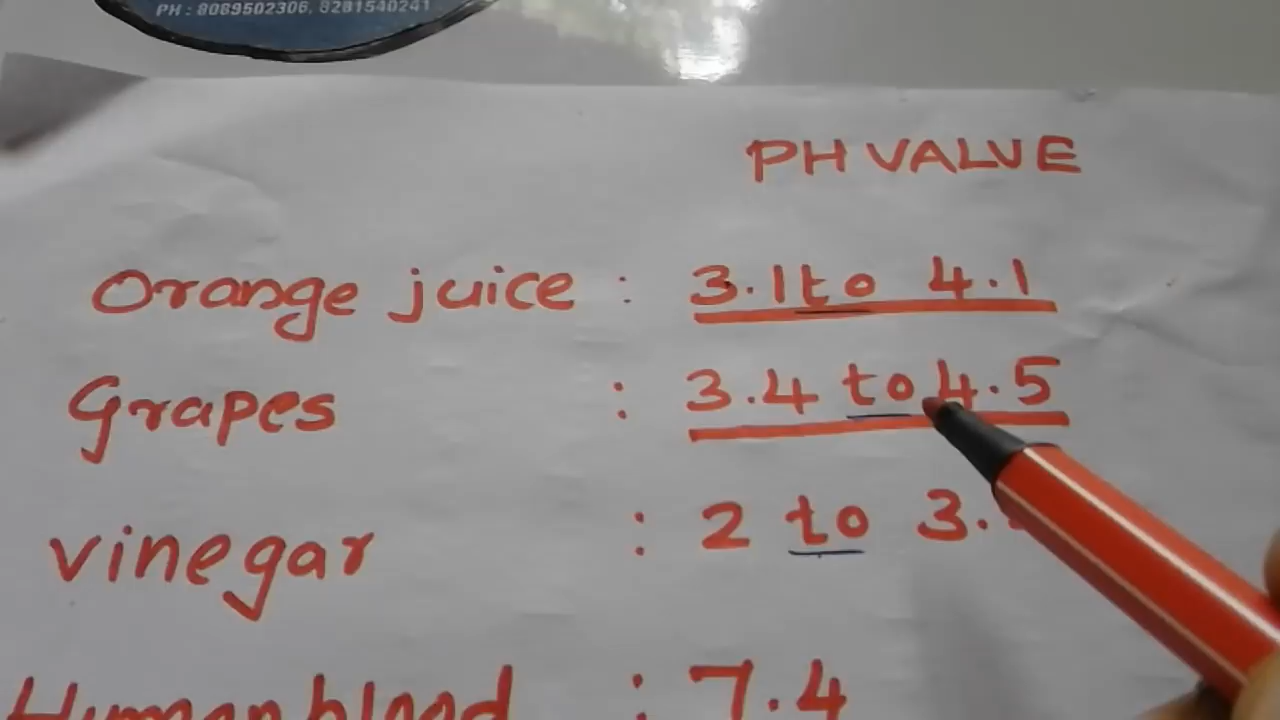 PH : 8089502306, 8281540241
PH VALUE
Orange juice : 3.1 to 4.1
Grapes : 3.4 to 4.5
vinegar : 2 to 3.
Human blood : 7.4